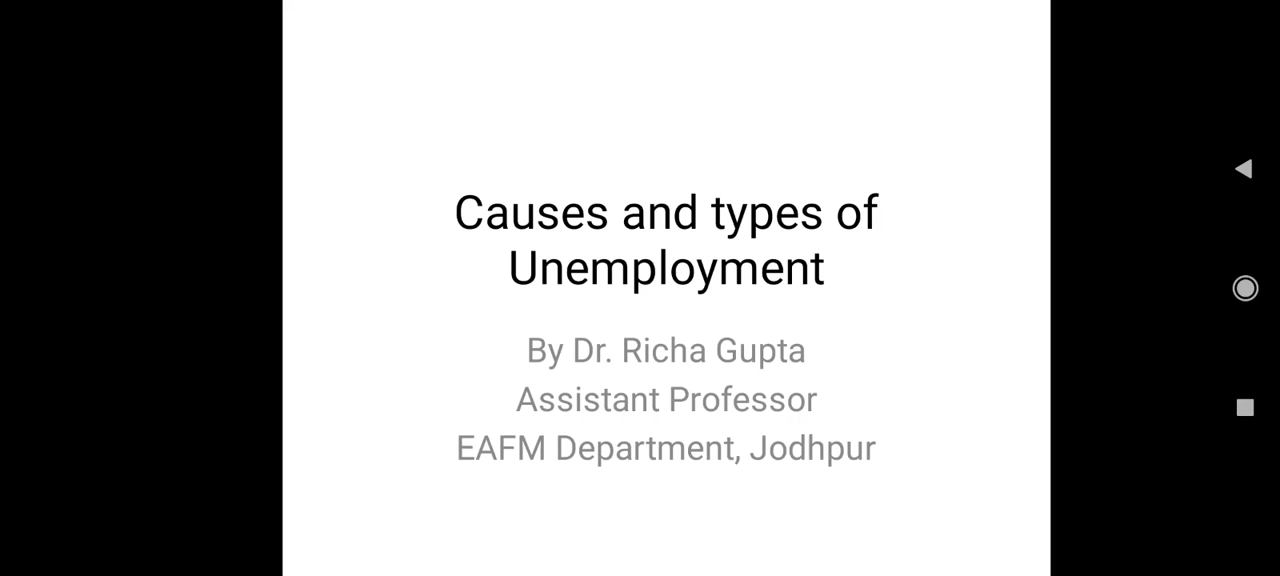 Causes and types of
Unemployment
By Dr. Richa Gupta
Assistant Professor
EAFM Department, Jodhpur